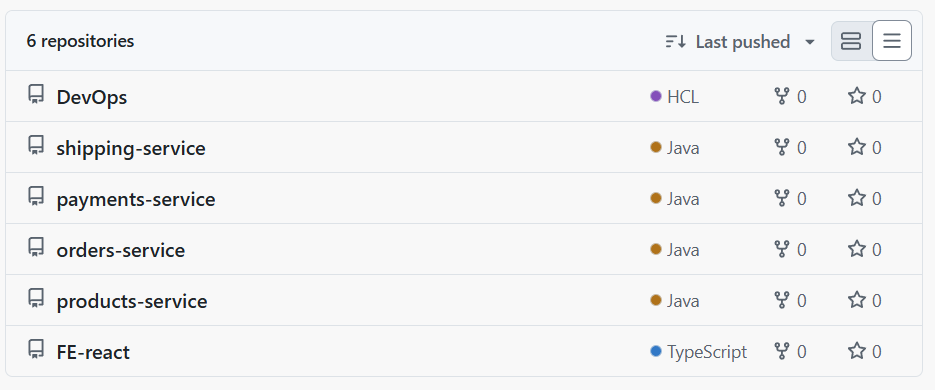 6 repositories Last pushed
DevOps HCL 0 0
shipping-service Java 0 0
payments-service Java 0 0
orders-service Java 0 0
products-service Java 0 0
FE-react TypeScript 0 0